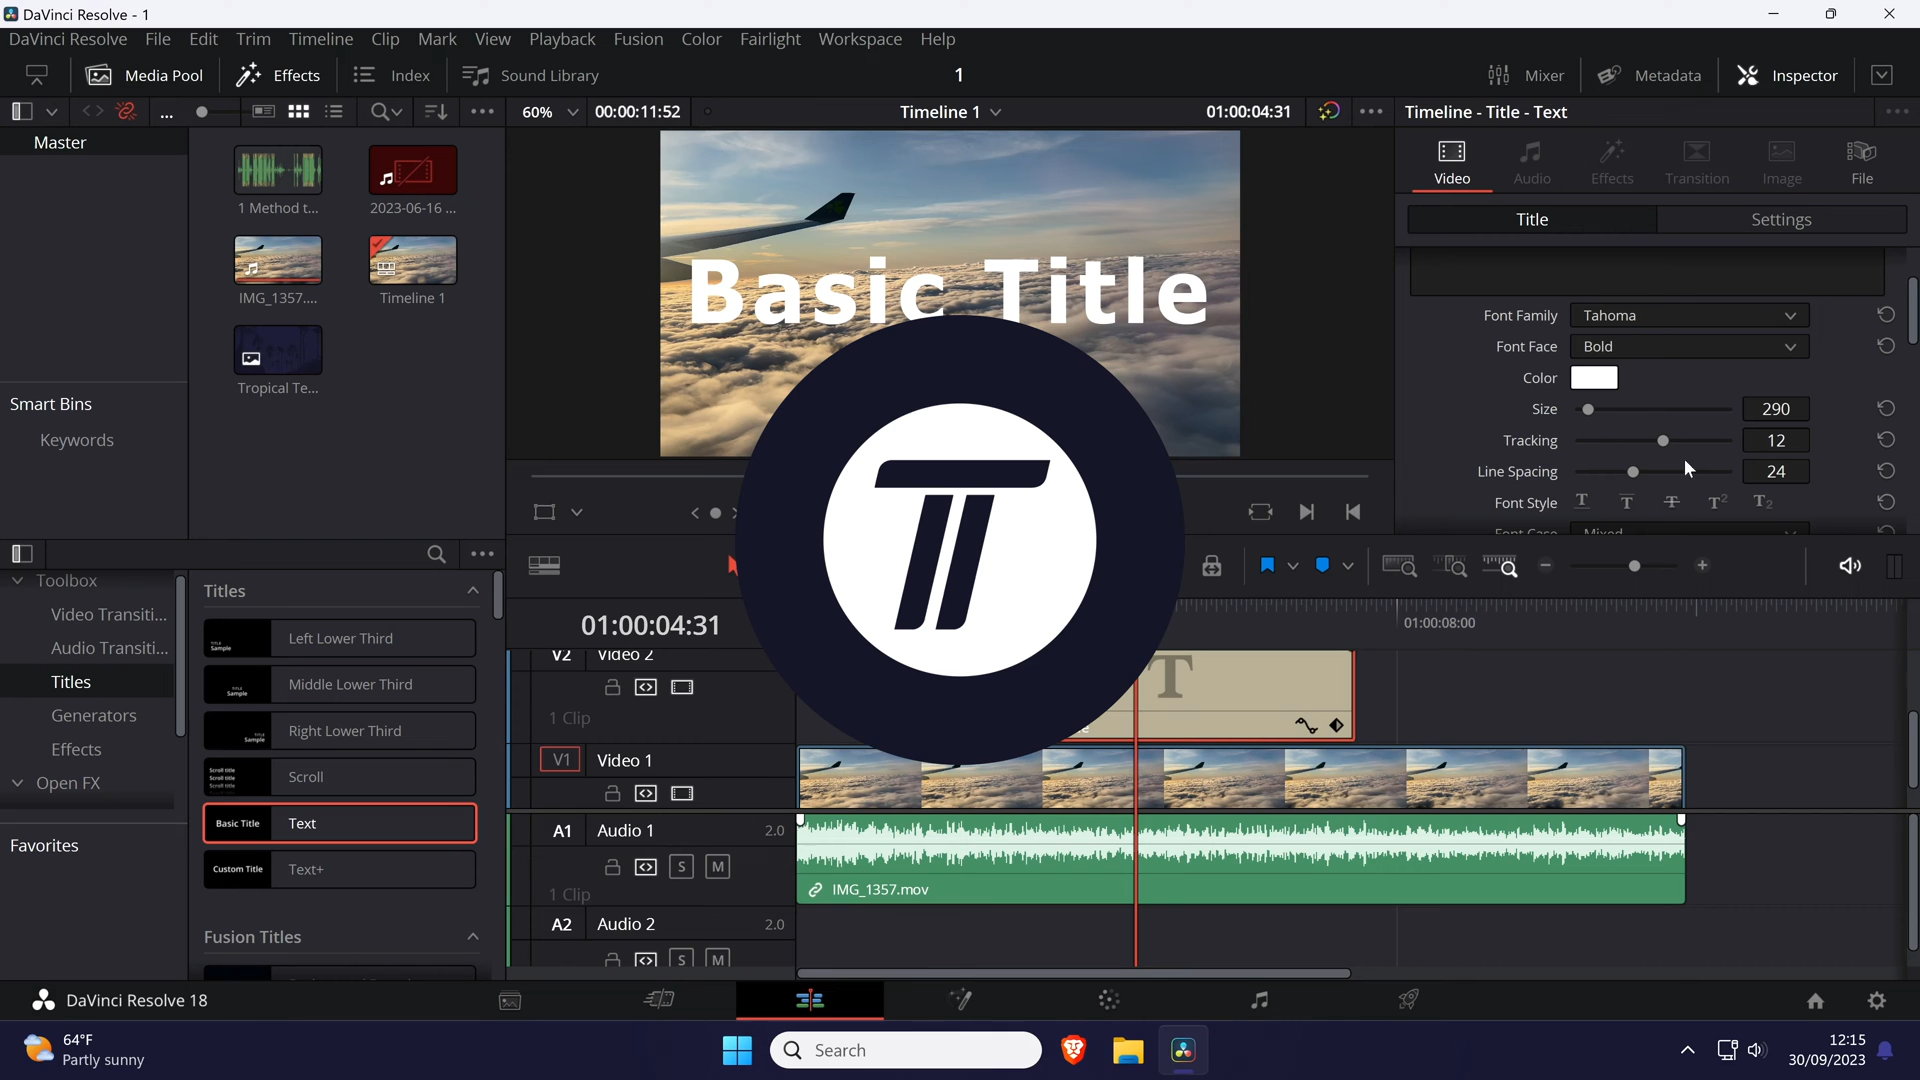 DaVinci Resolve - 1
DaVinci Resolve File Edit Trim Timeline Clip Mark View Playback Fusion Color Fairlight Workspace Help
Media Pool Effects Index Sound Library 1 Mixer Metadata Inspector
... 60% 00:00:11:52 Timeline 1 01:00:04:31 Timeline - Title - Text
Master
1 Method t...
2023-06-16 ...
IMG_1357....
Timeline 1
Tropical Te...
Smart Bins
Keywords
Basic Title
Video Audio Effects Transition Image File
Title Settings
Font Family Tahoma
Font Face Bold
Color
Size 290
Tracking 12
Line Spacing 24
Font Style T T T T2 T2
Font Case Mixed
Toolbox
Video Transiti...
Audio Transiti...
Titles
Generators
Effects
Open FX
Favorites
Titles
Left Lower Third
Middle Lower Third
Right Lower Third
Scroll
Basic Title Text
Custom Title Text+
Fusion Titles
01:00:04:31
01:00:08:00
V2 Video 2
1 Clip
V1 Video 1
A1 Audio 1 2.0
S M
1 Clip
IMG_1357.mov
A2 Audio 2 2.0
S M
DaVinci Resolve 18
64°F
Partly sunny
Search
12:15
30/09/2023